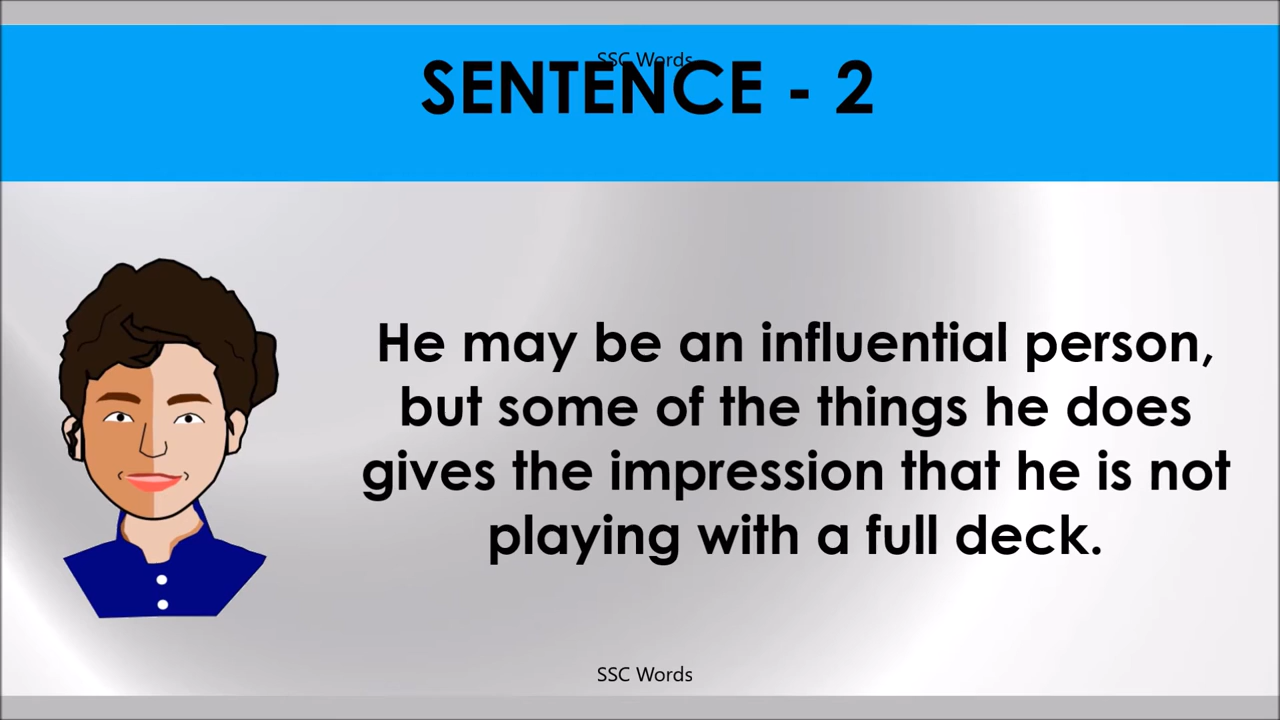 SSC Words
SENTENCE - 2
He may be an influential person,
but some of the things he does
gives the impression that he is not
playing with a full deck.
SSC Words